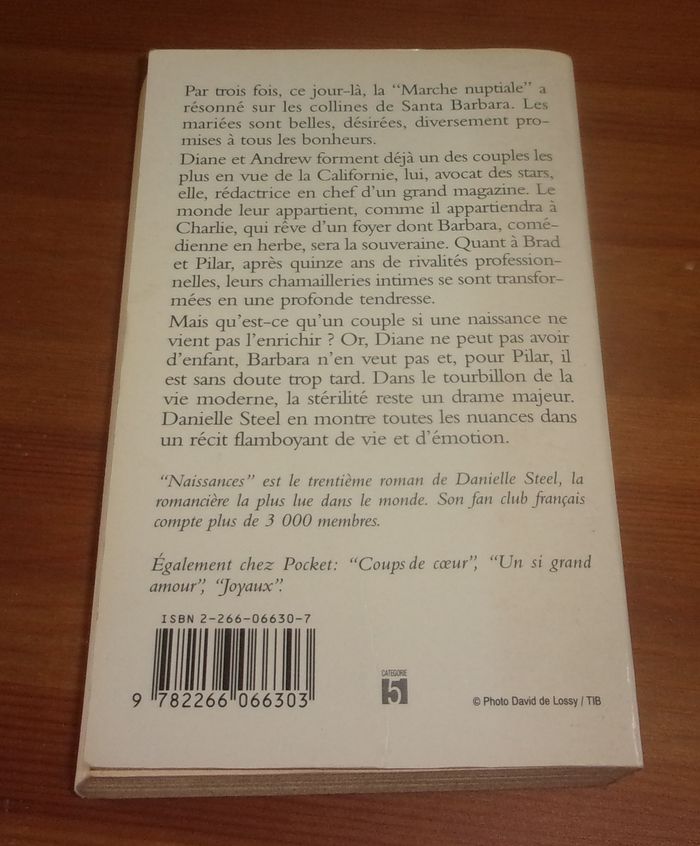 Par trois fois, ce jour-là, la “Marche nuptiale” a
résonné sur les collines de Santa Barbara. Les
mariées sont belles, désirées, diversement pro-
mises à tous les bonheurs.
Diane et Andrew forment déjà un des couples les
plus en vue de la Californie, lui, avocat des stars,
elle, rédactrice en chef d'un grand magazine. Le
monde leur appartient, comme il appartiendra à
Charlie, qui rêve d'un foyer dont Barbara, comé-
dienne en herbe, sera la souveraine. Quant à Brad
et Pilar, après quinze ans de rivalités profession-
nelles, leurs chamailleries intimes se sont transfor-
mées en une profonde tendresse.
Mais qu'est-ce qu'un couple si une naissance ne
vient pas l'enrichir ? Or, Diane ne peut pas avoir
d'enfant, Barbara n'en veut pas et, pour Pilar, il
est sans doute trop tard. Dans le tourbillon de la
vie moderne, la stérilité reste un drame majeur.
Danielle Steel en montre toutes les nuances dans
un récit flamboyant de vie et d'émotion.
“Naissances” est le trentième roman de Danielle Steel, la
romancière la plus lue dans le monde. Son fan club français
compte plus de 3 000 membres.
Également chez Pocket: “Coups de cœur”, “Un si grand
amour”, “Joyaux”.
ISBN 2-266-06630-7
9 782266 066303
CATEGORIE
5
© Photo David de Lossy / TIB